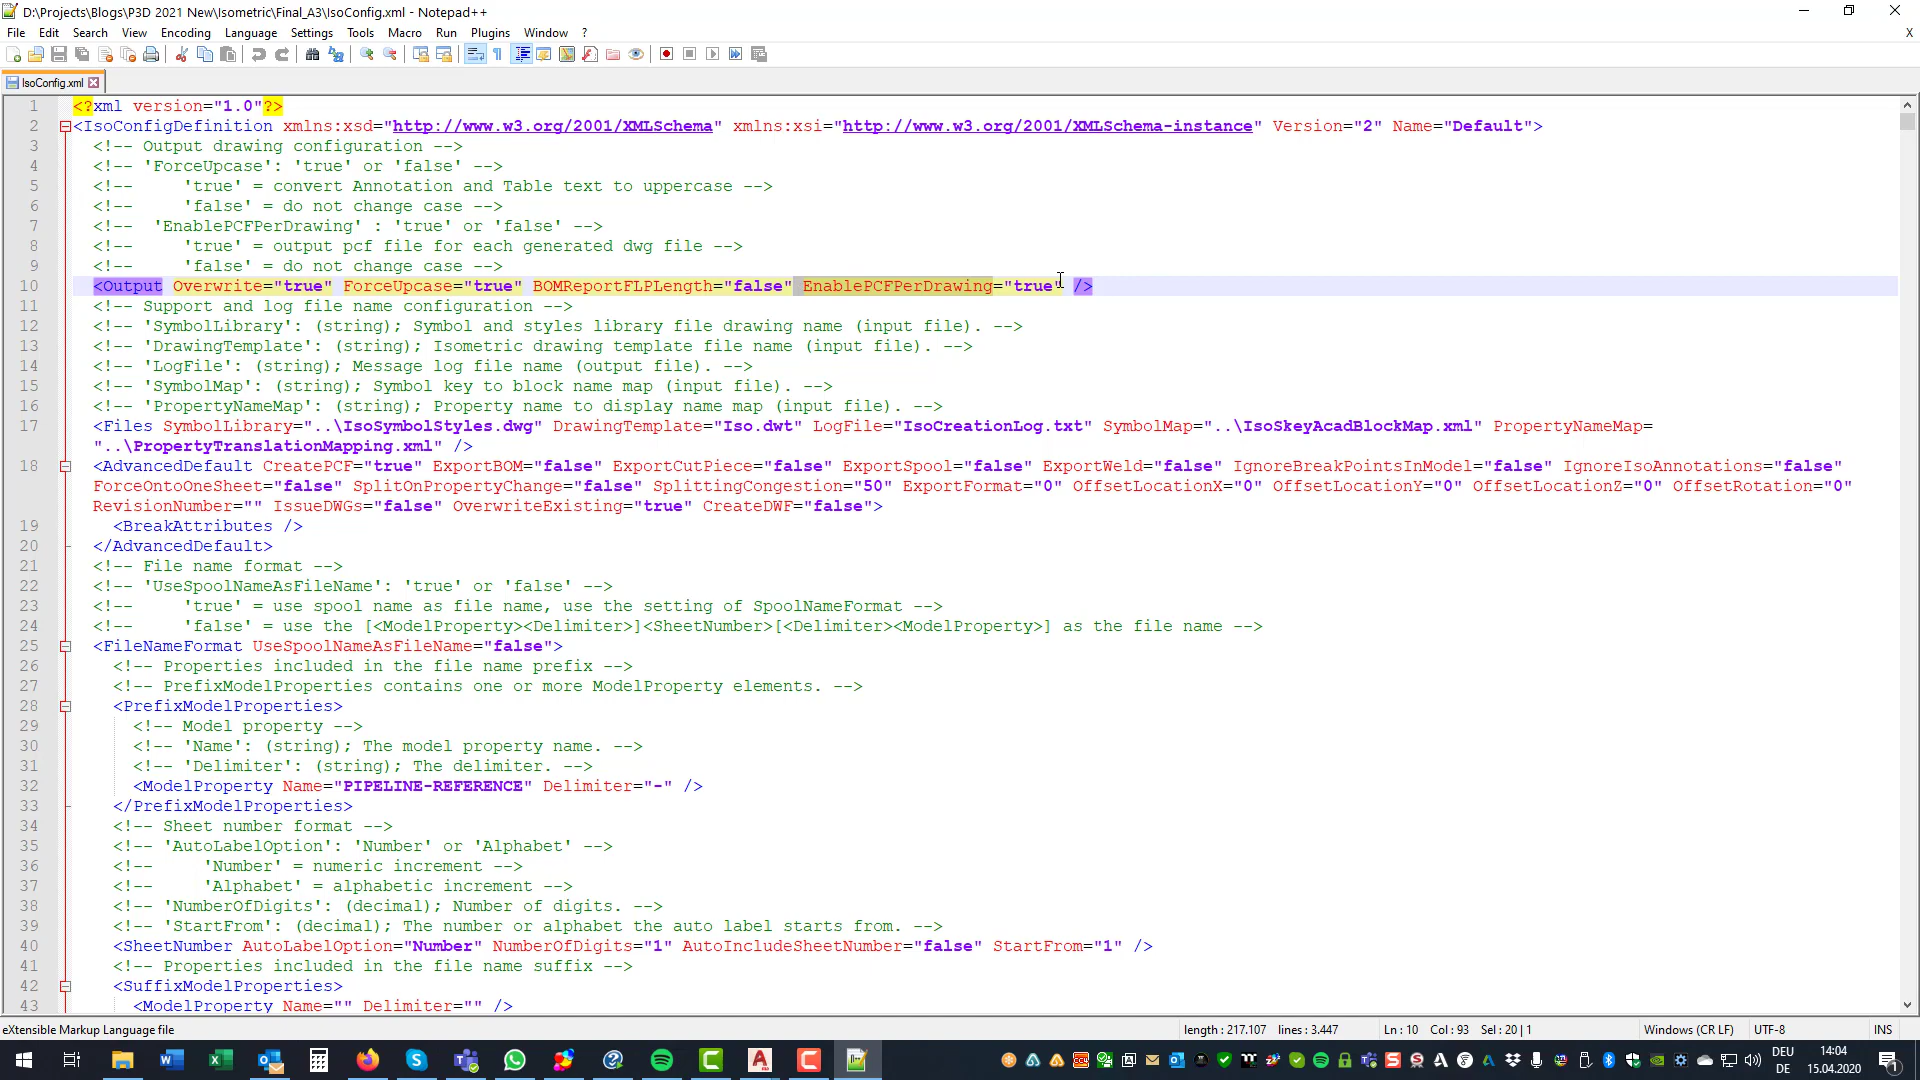 D:\Projects\Blogs\P3D 2021 New\Isometric\Final_A3\IsoConfig.xml - Notepad++
File Edit Search View Encoding Language Settings Tools Macro Run Plugins Window ? X
IsoConfig.xml
1 <?xml version="1.0"?>
2 <IsoConfigDefinition xmlns:xsd="http://www.w3.org/2001/XMLSchema" xmlns:xsi="http://www.w3.org/2001/XMLSchema-instance" Version="2" Name="Default">
3 <!-- Output drawing configuration -->
4 <!-- 'ForceUpcase': 'true' or 'false' -->
5 <!-- 'true' = convert Annotation and Table text to uppercase -->
6 <!-- 'false' = do not change case -->
7 <!-- 'EnablePCFPerDrawing' : 'true' or 'false' -->
8 <!-- 'true' = output pcf file for each generated dwg file -->
9 <!-- 'false' = do not change case -->
10 <Output Overwrite="true" ForceUpcase="true" BOMReportFLPLength="false" EnablePCFPerDrawing="true" />
11 <!-- Support and log file name configuration -->
12 <!-- 'SymbolLibrary': (string); Symbol and styles library file drawing name (input file). -->
13 <!-- 'DrawingTemplate': (string); Isometric drawing template file name (input file). -->
14 <!-- 'LogFile': (string); Message log file name (output file). -->
15 <!-- 'SymbolMap': (string); Symbol key to block name map (input file). -->
16 <!-- 'PropertyNameMap': (string); Property name to display name map (input file). -->
17 <Files SymbolLibrary="..\IsoSymbolStyles.dwg" DrawingTemplate="Iso.dwt" LogFile="IsoCreationLog.txt" SymbolMap="..\IsoSkeyAcadBlockMap.xml" PropertyNameMap=
"..\PropertyTranslationMapping.xml" />
18 <AdvancedDefault CreatePCF="true" ExportBOM="false" ExportCutPiece="false" ExportSpool="false" ExportWeld="false" IgnoreBreakPointsInModel="false" IgnoreIsoAnnotations="false"
ForceOntoOneSheet="false" SplitOnPropertyChange="false" SplittingCongestion="50" ExportFormat="0" OffsetLocationX="0" OffsetLocationY="0" OffsetLocationZ="0" OffsetRotation="0"
RevisionNumber="" IssueDWGs="false" OverwriteExisting="true" CreateDWF="false">
19 <BreakAttributes />
20 </AdvancedDefault>
21 <!-- File name format -->
22 <!-- 'UseSpoolNameAsFileName': 'true' or 'false' -->
23 <!-- 'true' = use spool name as file name, use the setting of SpoolNameFormat -->
24 <!-- 'false' = use the [<ModelProperty><Delimiter>]<SheetNumber>[<Delimiter><ModelProperty>] as the file name -->
25 <FileNameFormat UseSpoolNameAsFileName="false">
26 <!-- Properties included in the file name prefix -->
27 <!-- PrefixModelProperties contains one or more ModelProperty elements. -->
28 <PrefixModelProperties>
29 <!-- Model property -->
30 <!-- 'Name': (string); The model property name. -->
31 <!-- 'Delimiter': (string); The delimiter. -->
32 <ModelProperty Name="PIPELINE-REFERENCE" Delimiter="-" />
33 </PrefixModelProperties>
34 <!-- Sheet number format -->
35 <!-- 'AutoLabelOption': 'Number' or 'Alphabet' -->
36 <!-- 'Number' = numeric increment -->
37 <!-- 'Alphabet' = alphabetic increment -->
38 <!-- 'NumberOfDigits': (decimal); Number of digits. -->
39 <!-- 'StartFrom': (decimal); The number or alphabet the auto label starts from. -->
40 <SheetNumber AutoLabelOption="Number" NumberOfDigits="1" AutoIncludeSheetNumber="false" StartFrom="1" />
41 <!-- Properties included in the file name suffix -->
42 <SuffixModelProperties>
43 <ModelProperty Name="" Delimiter="" />
eXtensible Markup Language file length : 217.107 lines : 3.447 Ln : 10 Col : 93 Sel : 20 | 1 Windows (CR LF) UTF-8 INS
DEU 14:04
DE 15.04.2020